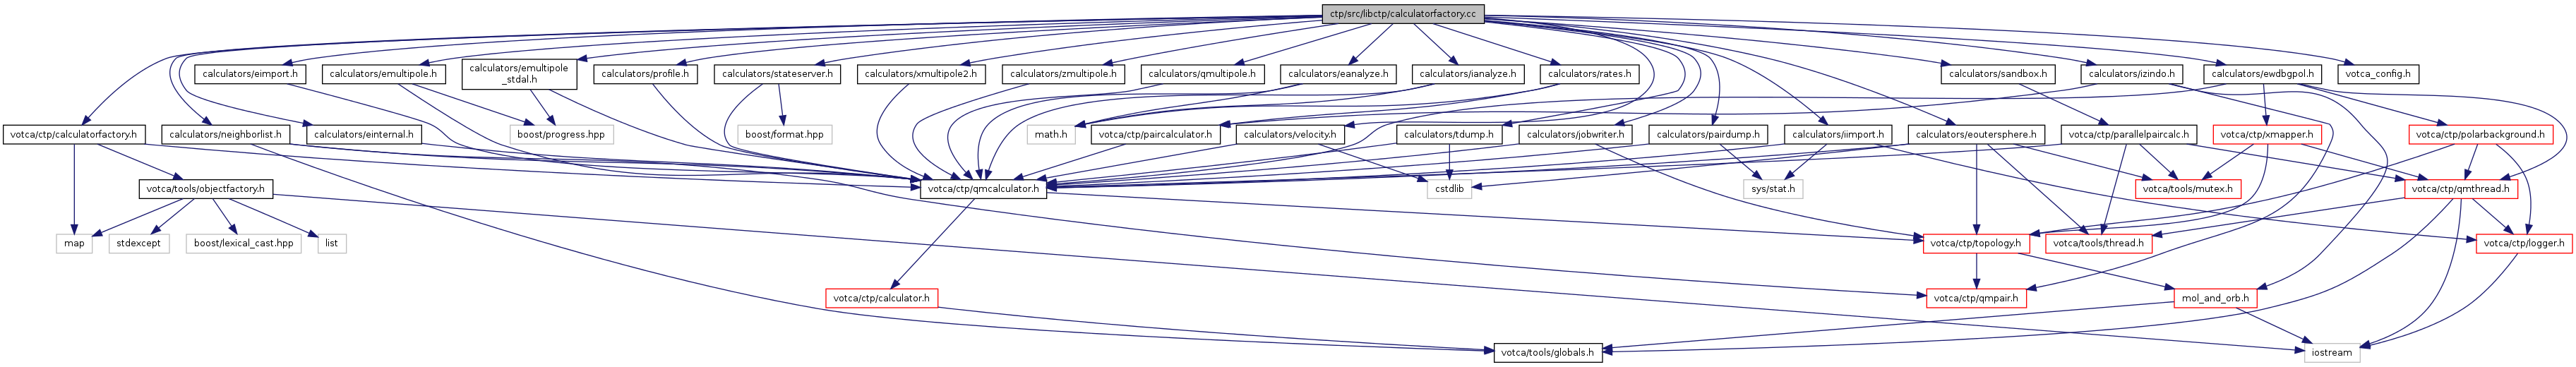 ctp/src/libctp/calculatorfactory.cc
calculators/eimport.h
calculators/emultipole.h
calculators/emultipole
_stdal.h
calculators/profile.h
calculators/stateserver.h
calculators/xmultipole2.h
calculators/zmultipole.h
calculators/qmultipole.h
calculators/eanalyze.h
calculators/ianalyze.h
calculators/rates.h
calculators/sandbox.h
calculators/izindo.h
calculators/ewdbgpol.h
votca_config.h
votca/ctp/calculatorfactory.h
calculators/neighborlist.h
calculators/einternal.h
boost/progress.hpp
boost/format.hpp
math.h
votca/ctp/paircalculator.h
calculators/velocity.h
calculators/tdump.h
calculators/jobwriter.h
calculators/pairdump.h
calculators/iimport.h
calculators/eoutersphere.h
votca/ctp/parallelpaircalc.h
votca/ctp/xmapper.h
votca/ctp/polarbackground.h
votca/tools/objectfactory.h
votca/ctp/qmcalculator.h
cstdlib
sys/stat.h
votca/tools/mutex.h
votca/ctp/qmthread.h
map
stdexcept
boost/lexical_cast.hpp
list
votca/ctp/topology.h
votca/tools/thread.h
votca/ctp/logger.h
votca/ctp/calculator.h
votca/ctp/qmpair.h
mol_and_orb.h
votca/tools/globals.h
iostream